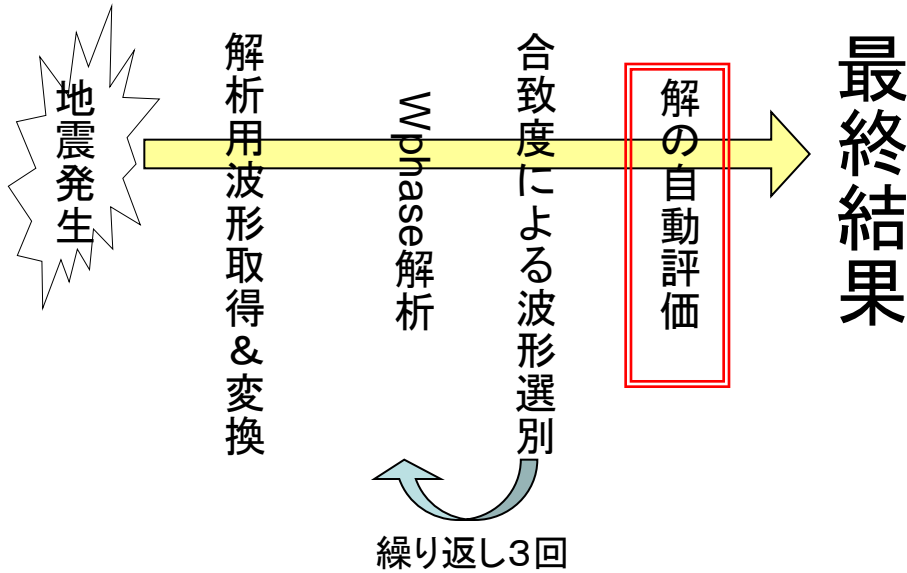 地震発生
解析用波形取得&変換
Wphase解析
合致度による波形選別
解の自動評価
最終結果
繰り返し３回